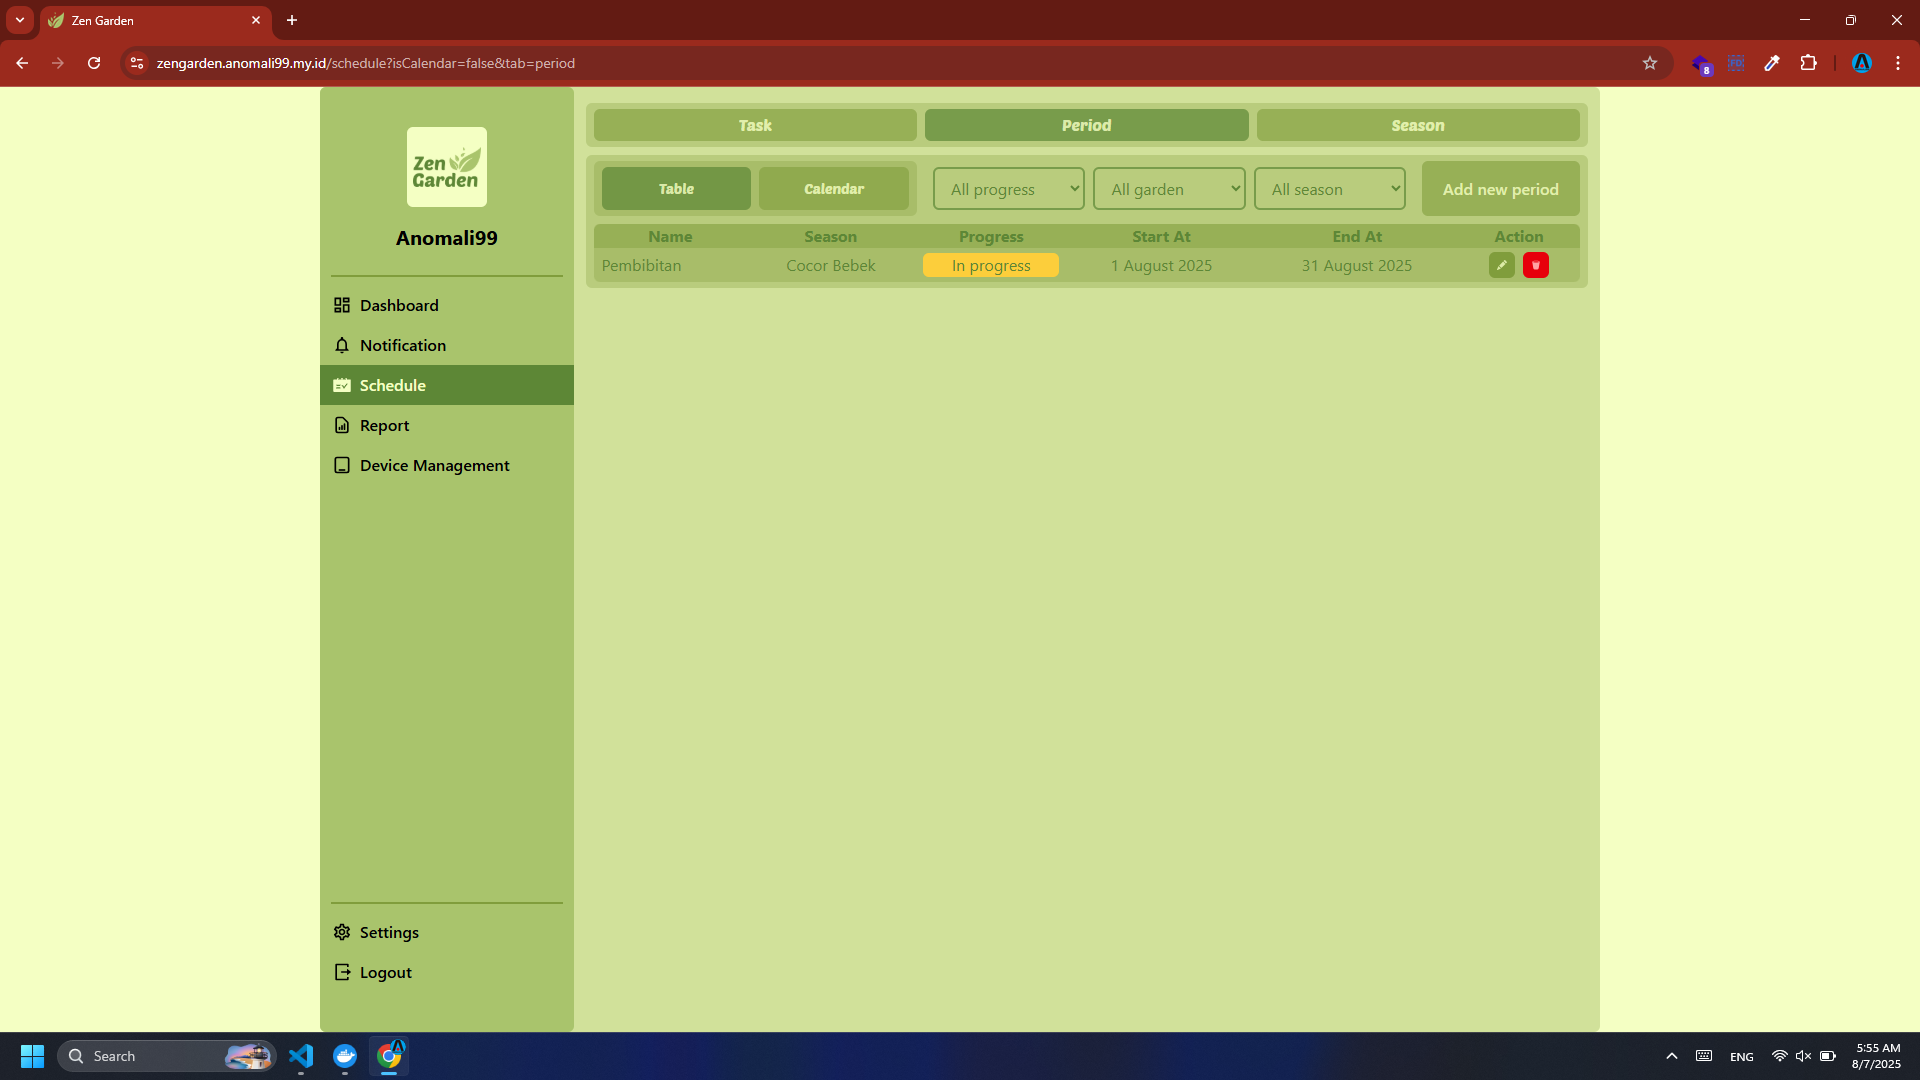 Zen Garden
zengarden.anomali99.my.id/schedule?isCalendar=false&tab=period
8
Zen
Garden
Anomali99
Dashboard
Notification
Schedule
Report
Device Management
Settings
Logout
Task Period Season
Table Calendar All progress All garden All season Add new period
Name Season Progress Start At End At Action
Pembibitan Cocor Bebek In progress 1 August 2025 31 August 2025
Search
ENG
5:55 AM
8/7/2025